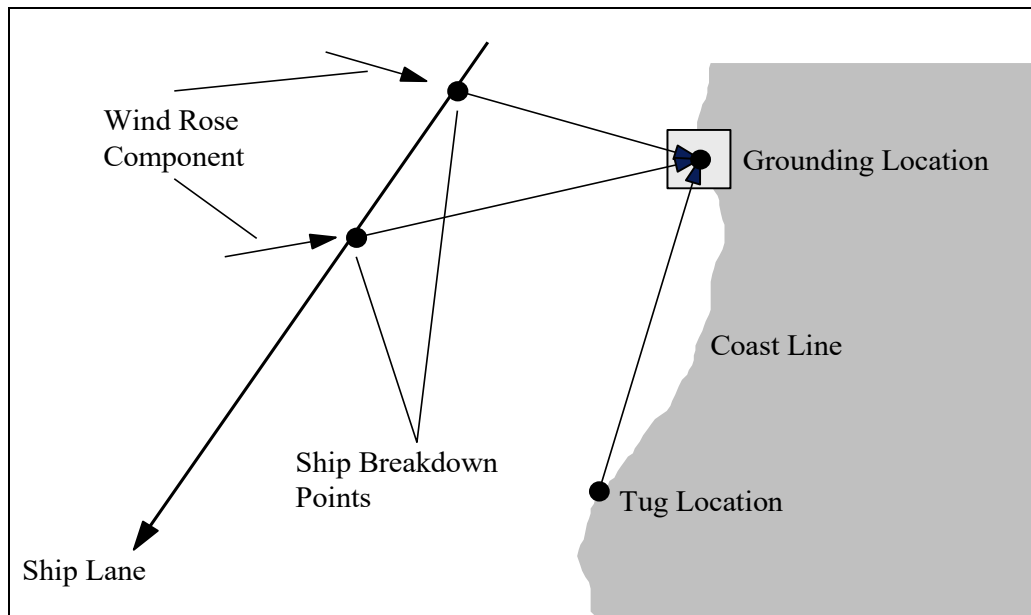 Wind Rose
Component
Grounding Location
Coast Line
Ship Breakdown
Points
Tug Location
Ship Lane